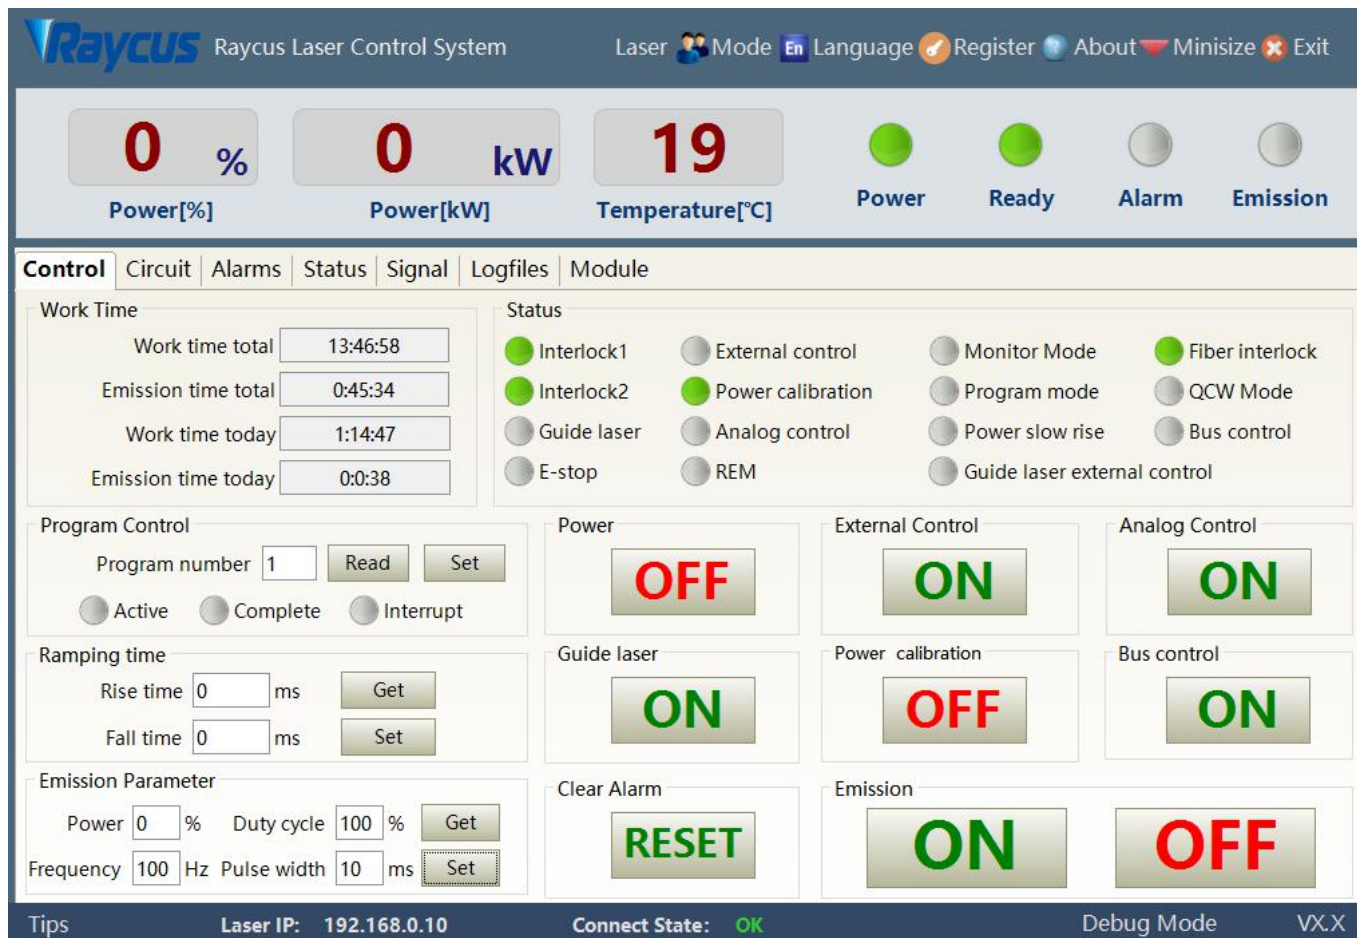 Raycus Raycus Laser Control System Laser Mode En Language Register ? About Minisize Exit
0 % 0 kW 19
Power[%] Power[kW] Temperature[℃] Power Ready Alarm Emission
Control Circuit Alarms Status Signal Logfiles Module
Work Time Status
Work time total 13:46:58 Interlock1 External control Monitor Mode Fiber interlock
Emission time total 0:45:34 Interlock2 Power calibration Program mode QCW Mode
Work time today 1:14:47 Guide laser Analog control Power slow rise Bus control
Emission time today 0:0:38 E-stop REM Guide laser external control
Program Control Power External Control Analog Control
Program number 1 Read Set OFF ON ON
Active Complete Interrupt
Ramping time Guide laser Power calibration Bus control
Rise time 0 ms Get ON OFF ON
Fall time 0 ms Set
Emission Parameter Clear Alarm Emission
Power 0 % Duty cycle 100 % Get RESET ON OFF
Frequency 100 Hz Pulse width 10 ms Set
Tips Laser IP: 192.168.0.10 Connect State: OK Debug Mode VX.X